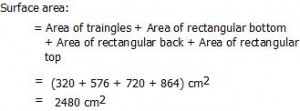 Surface area:
= Area of traingles + Area of rectangular bottom
+ Area of rectangular back + Area of rectangular
top
= (320 + 576 + 720 + 864) cm²
= 2480 cm²